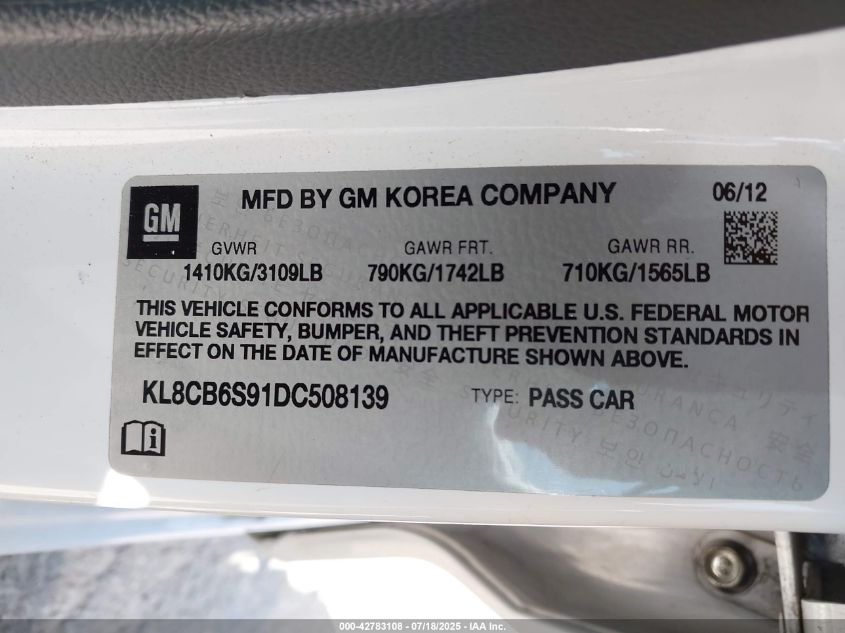 GM
MFD BY GM KOREA COMPANY 06/12
GVWR GAWR FRT. GAWR RR.
1410KG/3109LB 790KG/1742LB 710KG/1565LB
THIS VEHICLE CONFORMS TO ALL APPLICABLE U.S. FEDERAL MOTOR
VEHICLE SAFETY, BUMPER, AND THEFT PREVENTION STANDARDS IN
EFFECT ON THE DATE OF MANUFACTURE SHOWN ABOVE.
KL8CB6S91DC508139 TYPE: PASS CAR
000-42783108 - 07/18/2025 - IAA Inc.